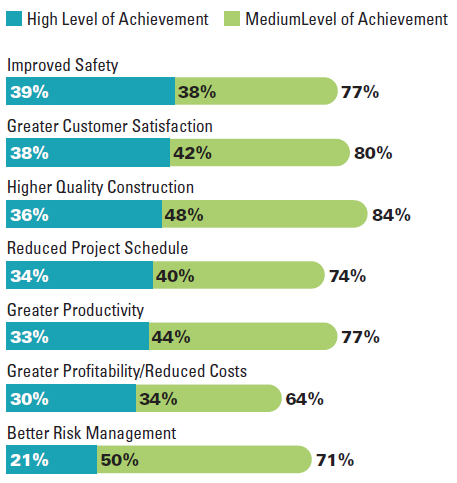 High Level of Achievement MediumLevel of Achievement
Improved Safety
39% 38% 77%
Greater Customer Satisfaction
38% 42% 80%
Higher Quality Construction
36% 48% 84%
Reduced Project Schedule
34% 40% 74%
Greater Productivity
33% 44% 77%
Greater Profitability/Reduced Costs
30% 34% 64%
Better Risk Management
21% 50% 71%